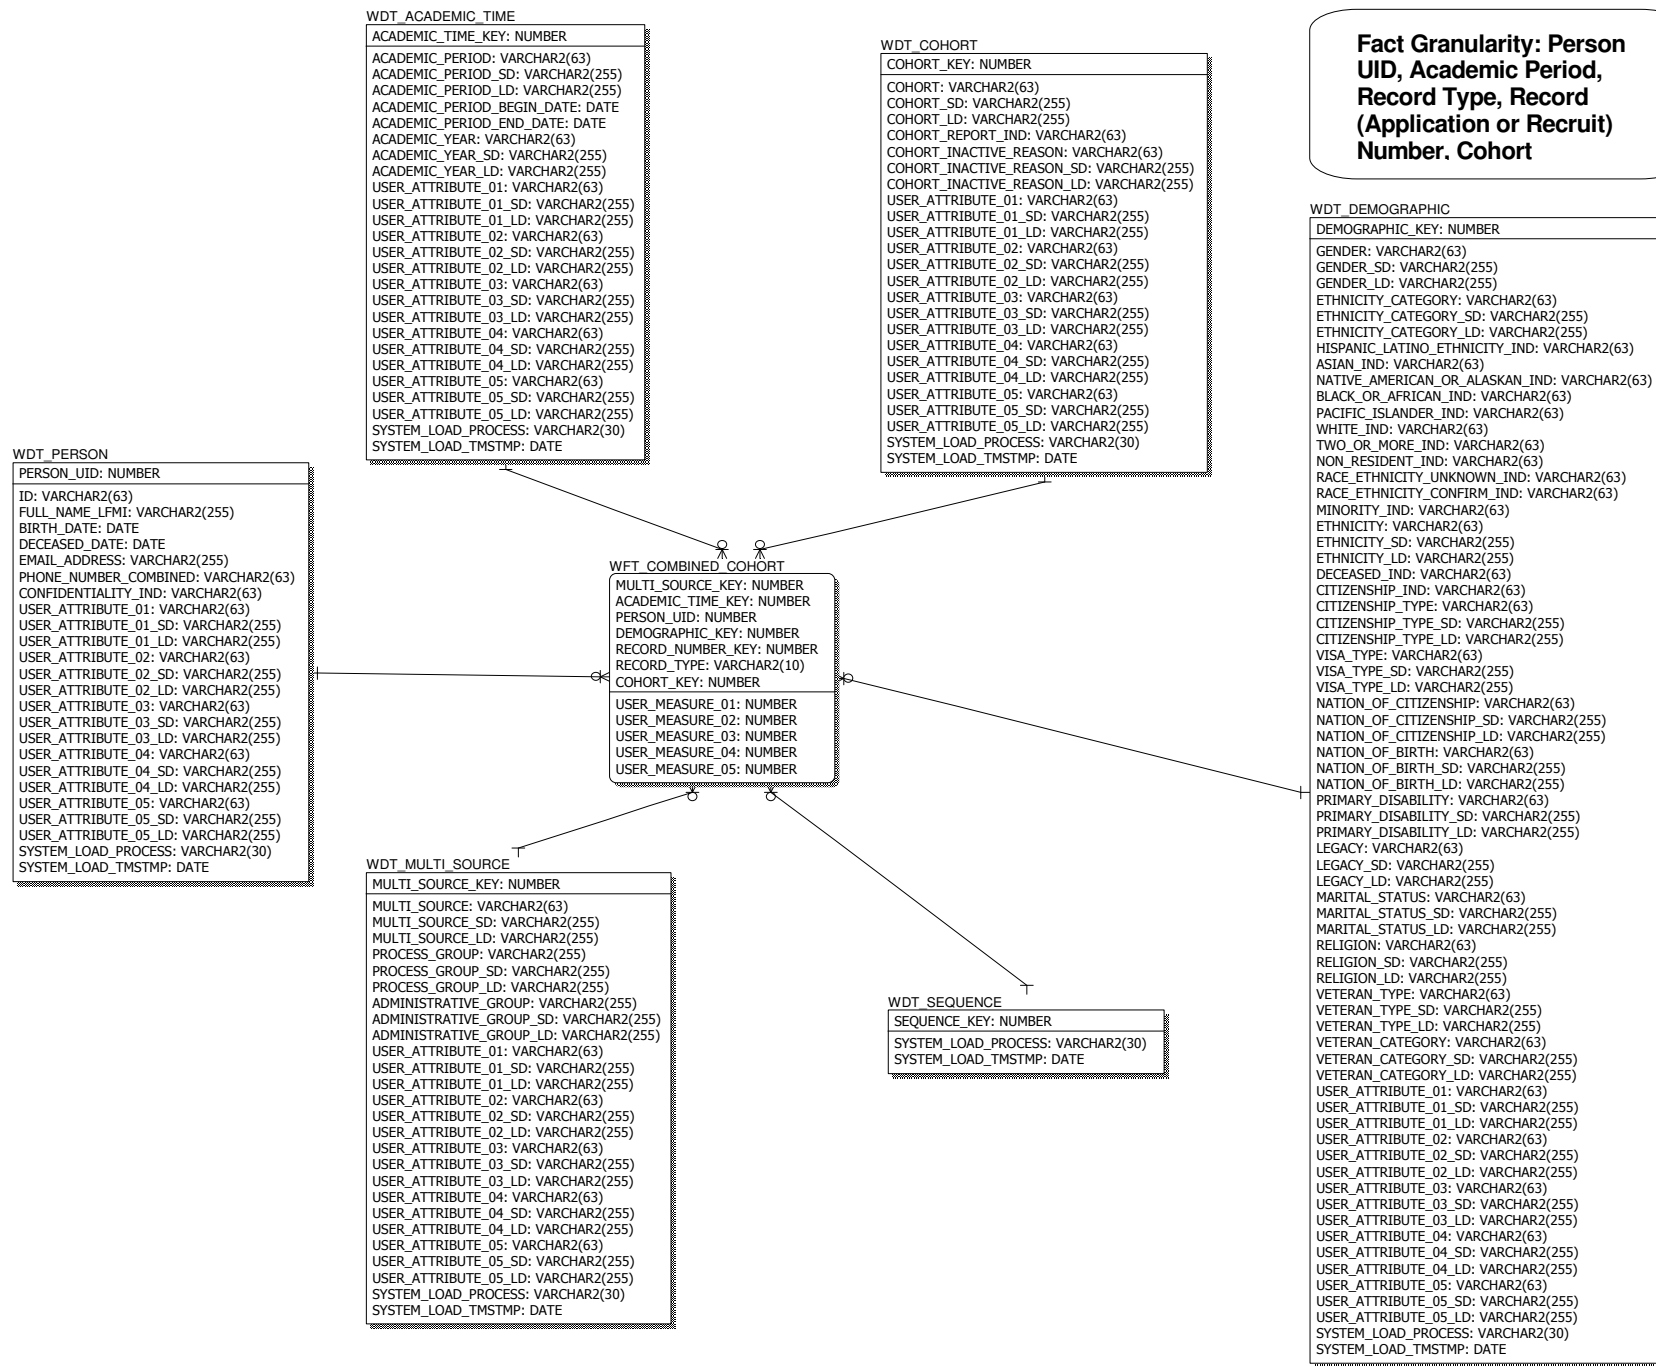 WDT_ACADEMIC_TIME
ACADEMIC_TIME_KEY: NUMBER
ACADEMIC_PERIOD: VARCHAR2(63)
ACADEMIC_PERIOD_SD: VARCHAR2(255)
ACADEMIC_PERIOD_LD: VARCHAR2(255)
ACADEMIC_PERIOD_BEGIN_DATE: DATE
ACADEMIC_PERIOD_END_DATE: DATE
ACADEMIC_YEAR: VARCHAR2(63)
ACADEMIC_YEAR_SD: VARCHAR2(255)
ACADEMIC_YEAR_LD: VARCHAR2(255)
USER_ATTRIBUTE_01: VARCHAR2(63)
USER_ATTRIBUTE_01_SD: VARCHAR2(255)
USER_ATTRIBUTE_01_LD: VARCHAR2(255)
USER_ATTRIBUTE_02: VARCHAR2(63)
USER_ATTRIBUTE_02_SD: VARCHAR2(255)
USER_ATTRIBUTE_02_LD: VARCHAR2(255)
USER_ATTRIBUTE_03: VARCHAR2(63)
USER_ATTRIBUTE_03_SD: VARCHAR2(255)
USER_ATTRIBUTE_03_LD: VARCHAR2(255)
USER_ATTRIBUTE_04: VARCHAR2(63)
USER_ATTRIBUTE_04_SD: VARCHAR2(255)
USER_ATTRIBUTE_04_LD: VARCHAR2(255)
USER_ATTRIBUTE_05: VARCHAR2(63)
USER_ATTRIBUTE_05_SD: VARCHAR2(255)
USER_ATTRIBUTE_05_LD: VARCHAR2(255)
SYSTEM_LOAD_PROCESS: VARCHAR2(30)
SYSTEM_LOAD_TMSTMP: DATE
WDT_COHORT
COHORT_KEY: NUMBER
COHORT: VARCHAR2(63)
COHORT_SD: VARCHAR2(255)
COHORT_LD: VARCHAR2(255)
COHORT_REPORT_IND: VARCHAR2(63)
COHORT_INACTIVE_REASON: VARCHAR2(63)
COHORT_INACTIVE_REASON_SD: VARCHAR2(255)
COHORT_INACTIVE_REASON_LD: VARCHAR2(255)
USER_ATTRIBUTE_01: VARCHAR2(63)
USER_ATTRIBUTE_01_SD: VARCHAR2(255)
USER_ATTRIBUTE_01_LD: VARCHAR2(255)
USER_ATTRIBUTE_02: VARCHAR2(63)
USER_ATTRIBUTE_02_SD: VARCHAR2(255)
USER_ATTRIBUTE_02_LD: VARCHAR2(255)
USER_ATTRIBUTE_03: VARCHAR2(63)
USER_ATTRIBUTE_03_SD: VARCHAR2(255)
USER_ATTRIBUTE_03_LD: VARCHAR2(255)
USER_ATTRIBUTE_04: VARCHAR2(63)
USER_ATTRIBUTE_04_SD: VARCHAR2(255)
USER_ATTRIBUTE_04_LD: VARCHAR2(255)
USER_ATTRIBUTE_05: VARCHAR2(63)
USER_ATTRIBUTE_05_SD: VARCHAR2(255)
USER_ATTRIBUTE_05_LD: VARCHAR2(255)
SYSTEM_LOAD_PROCESS: VARCHAR2(30)
SYSTEM_LOAD_TMSTMP: DATE
Fact Granularity: Person
UID, Academic Period,
Record Type, Record
(Application or Recruit)
Number, Cohort
WDT_PERSON
PERSON_UID: NUMBER
ID: VARCHAR2(63)
FULL_NAME_LFMI: VARCHAR2(255)
BIRTH_DATE: DATE
DECEASED_DATE: DATE
EMAIL_ADDRESS: VARCHAR2(255)
PHONE_NUMBER_COMBINED: VARCHAR2(63)
CONFIDENTIALITY_IND: VARCHAR2(63)
USER_ATTRIBUTE_01: VARCHAR2(63)
USER_ATTRIBUTE_01_SD: VARCHAR2(255)
USER_ATTRIBUTE_01_LD: VARCHAR2(255)
USER_ATTRIBUTE_02: VARCHAR2(63)
USER_ATTRIBUTE_02_SD: VARCHAR2(255)
USER_ATTRIBUTE_02_LD: VARCHAR2(255)
USER_ATTRIBUTE_03: VARCHAR2(63)
USER_ATTRIBUTE_03_SD: VARCHAR2(255)
USER_ATTRIBUTE_03_LD: VARCHAR2(255)
USER_ATTRIBUTE_04: VARCHAR2(63)
USER_ATTRIBUTE_04_SD: VARCHAR2(255)
USER_ATTRIBUTE_04_LD: VARCHAR2(255)
USER_ATTRIBUTE_05: VARCHAR2(63)
USER_ATTRIBUTE_05_SD: VARCHAR2(255)
USER_ATTRIBUTE_05_LD: VARCHAR2(255)
SYSTEM_LOAD_PROCESS: VARCHAR2(30)
SYSTEM_LOAD_TMSTMP: DATE
WFT_COMBINED_COHORT
MULTI_SOURCE_KEY: NUMBER
ACADEMIC_TIME_KEY: NUMBER
PERSON_UID: NUMBER
DEMOGRAPHIC_KEY: NUMBER
RECORD_NUMBER_KEY: NUMBER
RECORD_TYPE: VARCHAR2(10)
COHORT_KEY: NUMBER
USER_MEASURE_01: NUMBER
USER_MEASURE_02: NUMBER
USER_MEASURE_03: NUMBER
USER_MEASURE_04: NUMBER
USER_MEASURE_05: NUMBER
WDT_DEMOGRAPHIC
DEMOGRAPHIC_KEY: NUMBER
GENDER: VARCHAR2(63)
GENDER_SD: VARCHAR2(255)
GENDER_LD: VARCHAR2(255)
ETHNICITY_CATEGORY: VARCHAR2(63)
ETHNICITY_CATEGORY_SD: VARCHAR2(255)
ETHNICITY_CATEGORY_LD: VARCHAR2(255)
HISPANIC_LATINO_ETHNICITY_IND: VARCHAR2(63)
ASIAN_IND: VARCHAR2(63)
NATIVE_AMERICAN_OR_ALASKAN_IND: VARCHAR2(63)
BLACK_OR_AFRICAN_IND: VARCHAR2(63)
PACIFIC_ISLANDER_IND: VARCHAR2(63)
WHITE_IND: VARCHAR2(63)
TWO_OR_MORE_IND: VARCHAR2(63)
NON_RESIDENT_IND: VARCHAR2(63)
RACE_ETHNICITY_UNKNOWN_IND: VARCHAR2(63)
RACE_ETHNICITY_CONFIRM_IND: VARCHAR2(63)
MINORITY_IND: VARCHAR2(63)
ETHNICITY: VARCHAR2(63)
ETHNICITY_SD: VARCHAR2(255)
ETHNICITY_LD: VARCHAR2(255)
DECEASED_IND: VARCHAR2(63)
CITIZENSHIP_IND: VARCHAR2(63)
CITIZENSHIP_TYPE: VARCHAR2(63)
CITIZENSHIP_TYPE_SD: VARCHAR2(255)
CITIZENSHIP_TYPE_LD: VARCHAR2(255)
VISA_TYPE: VARCHAR2(63)
VISA_TYPE_SD: VARCHAR2(255)
VISA_TYPE_LD: VARCHAR2(255)
NATION_OF_CITIZENSHIP: VARCHAR2(63)
NATION_OF_CITIZENSHIP_SD: VARCHAR2(255)
NATION_OF_CITIZENSHIP_LD: VARCHAR2(255)
NATION_OF_BIRTH: VARCHAR2(63)
NATION_OF_BIRTH_SD: VARCHAR2(255)
NATION_OF_BIRTH_LD: VARCHAR2(255)
PRIMARY_DISABILITY: VARCHAR2(63)
PRIMARY_DISABILITY_SD: VARCHAR2(255)
PRIMARY_DISABILITY_LD: VARCHAR2(255)
LEGACY: VARCHAR2(63)
LEGACY_SD: VARCHAR2(255)
LEGACY_LD: VARCHAR2(255)
MARITAL_STATUS: VARCHAR2(63)
MARITAL_STATUS_SD: VARCHAR2(255)
MARITAL_STATUS_LD: VARCHAR2(255)
RELIGION: VARCHAR2(63)
RELIGION_SD: VARCHAR2(255)
RELIGION_LD: VARCHAR2(255)
VETERAN_TYPE: VARCHAR2(63)
VETERAN_TYPE_SD: VARCHAR2(255)
VETERAN_TYPE_LD: VARCHAR2(255)
VETERAN_CATEGORY: VARCHAR2(63)
VETERAN_CATEGORY_SD: VARCHAR2(255)
VETERAN_CATEGORY_LD: VARCHAR2(255)
USER_ATTRIBUTE_01: VARCHAR2(63)
USER_ATTRIBUTE_01_SD: VARCHAR2(255)
USER_ATTRIBUTE_01_LD: VARCHAR2(255)
USER_ATTRIBUTE_02: VARCHAR2(63)
USER_ATTRIBUTE_02_SD: VARCHAR2(255)
USER_ATTRIBUTE_02_LD: VARCHAR2(255)
USER_ATTRIBUTE_03: VARCHAR2(63)
USER_ATTRIBUTE_03_SD: VARCHAR2(255)
USER_ATTRIBUTE_03_LD: VARCHAR2(255)
USER_ATTRIBUTE_04: VARCHAR2(63)
USER_ATTRIBUTE_04_SD: VARCHAR2(255)
USER_ATTRIBUTE_04_LD: VARCHAR2(255)
USER_ATTRIBUTE_05: VARCHAR2(63)
USER_ATTRIBUTE_05_SD: VARCHAR2(255)
USER_ATTRIBUTE_05_LD: VARCHAR2(255)
SYSTEM_LOAD_PROCESS: VARCHAR2(30)
SYSTEM_LOAD_TMSTMP: DATE
WDT_MULTI_SOURCE
MULTI_SOURCE_KEY: NUMBER
MULTI_SOURCE: VARCHAR2(63)
MULTI_SOURCE_SD: VARCHAR2(255)
MULTI_SOURCE_LD: VARCHAR2(255)
PROCESS_GROUP: VARCHAR2(255)
PROCESS_GROUP_SD: VARCHAR2(255)
PROCESS_GROUP_LD: VARCHAR2(255)
ADMINISTRATIVE_GROUP: VARCHAR2(255)
ADMINISTRATIVE_GROUP_SD: VARCHAR2(255)
ADMINISTRATIVE_GROUP_LD: VARCHAR2(255)
USER_ATTRIBUTE_01: VARCHAR2(63)
USER_ATTRIBUTE_01_SD: VARCHAR2(255)
USER_ATTRIBUTE_01_LD: VARCHAR2(255)
USER_ATTRIBUTE_02: VARCHAR2(63)
USER_ATTRIBUTE_02_SD: VARCHAR2(255)
USER_ATTRIBUTE_02_LD: VARCHAR2(255)
USER_ATTRIBUTE_03: VARCHAR2(63)
USER_ATTRIBUTE_03_SD: VARCHAR2(255)
USER_ATTRIBUTE_03_LD: VARCHAR2(255)
USER_ATTRIBUTE_04: VARCHAR2(63)
USER_ATTRIBUTE_04_SD: VARCHAR2(255)
USER_ATTRIBUTE_04_LD: VARCHAR2(255)
USER_ATTRIBUTE_05: VARCHAR2(63)
USER_ATTRIBUTE_05_SD: VARCHAR2(255)
USER_ATTRIBUTE_05_LD: VARCHAR2(255)
SYSTEM_LOAD_PROCESS: VARCHAR2(30)
SYSTEM_LOAD_TMSTMP: DATE
WDT_SEQUENCE
SEQUENCE_KEY: NUMBER
SYSTEM_LOAD_PROCESS: VARCHAR2(30)
SYSTEM_LOAD_TMSTMP: DATE